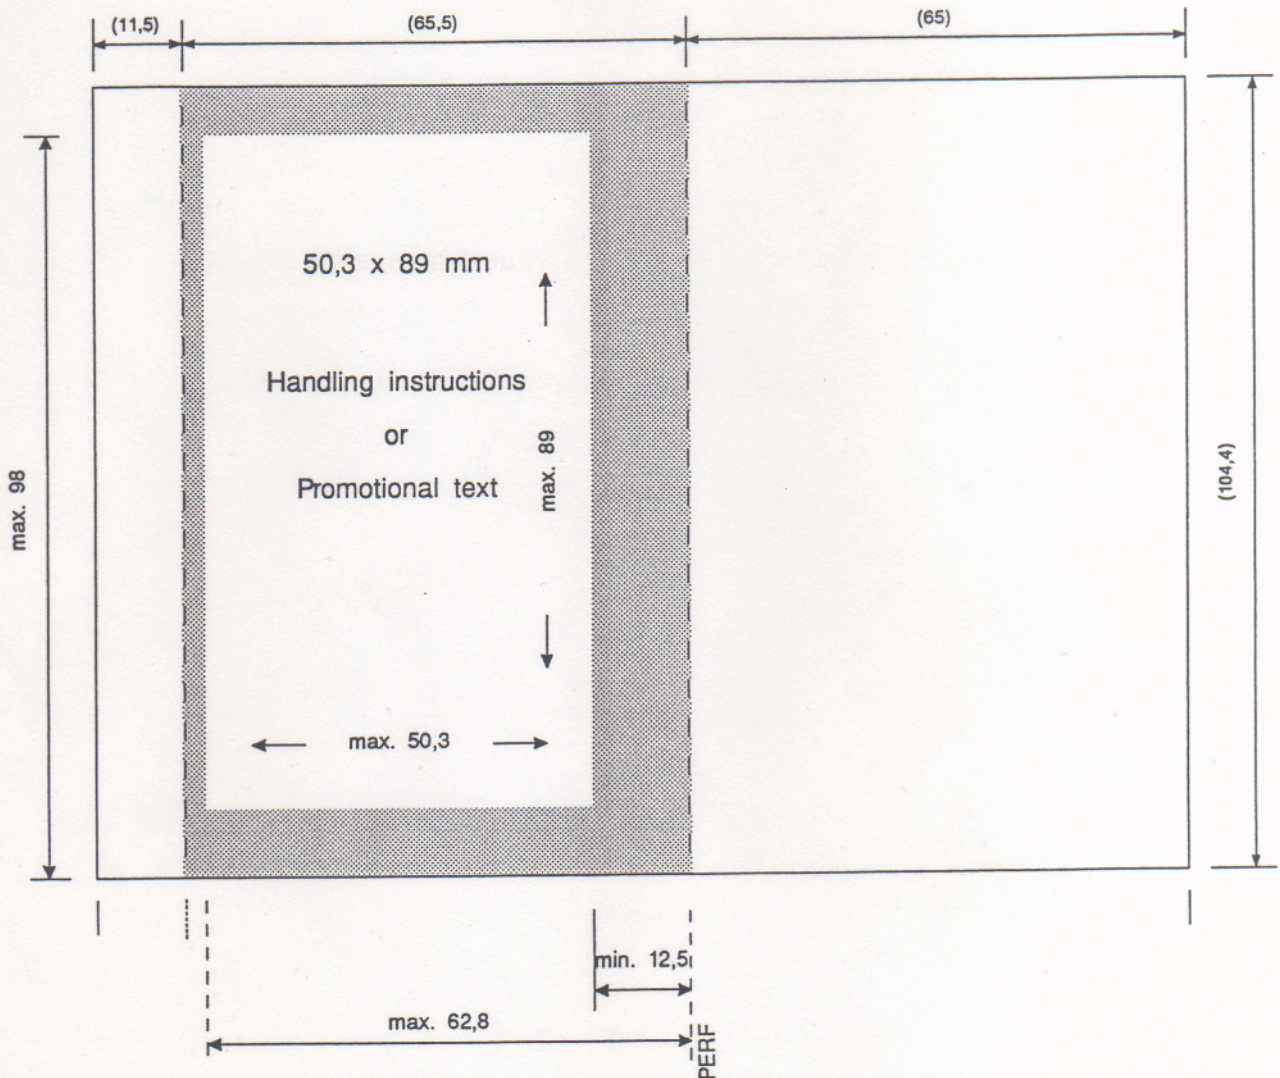 (11,5)
(65,5)
(65)
50,3 x 89 mm
Handling instructions
or
Promotional text
max. 89
max. 98
(104,4)
max. 50,3
min. 12,5
max. 62,8
PERF